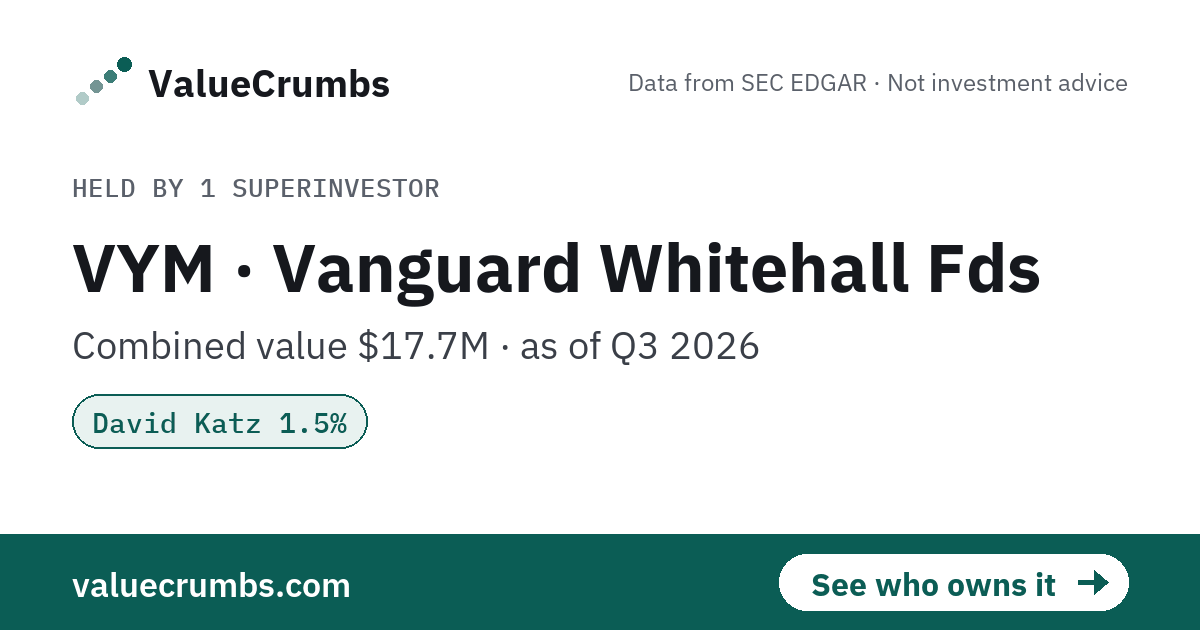 ValueCrumbs
Data from SEC EDGAR · Not investment advice
HELD BY 1 SUPERINVESTOR
VYM · Vanguard Whitehall Fds
Combined value $17.7M · as of Q3 2026
David Katz 1.5%
valuecrumbs.com
See who owns it →